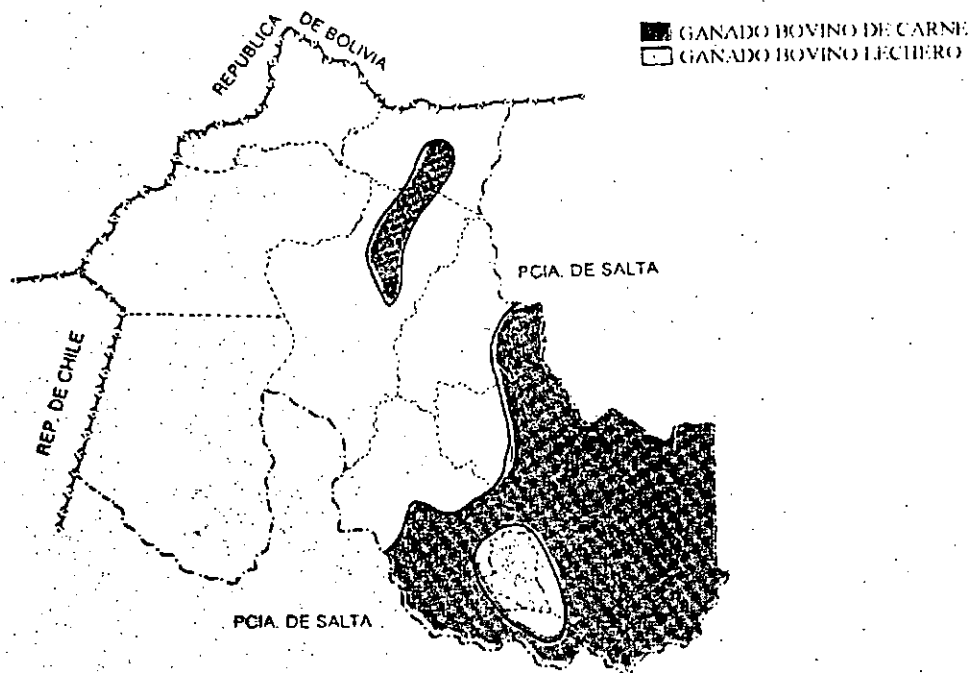 GANADO BOVINO DE CARNE
GANADO BOVINO LECHERO
REPUBLICA
DE BOLIVIA
PCIA. DE SALTA
REP. DE CHILE
PCIA. DE SALTA